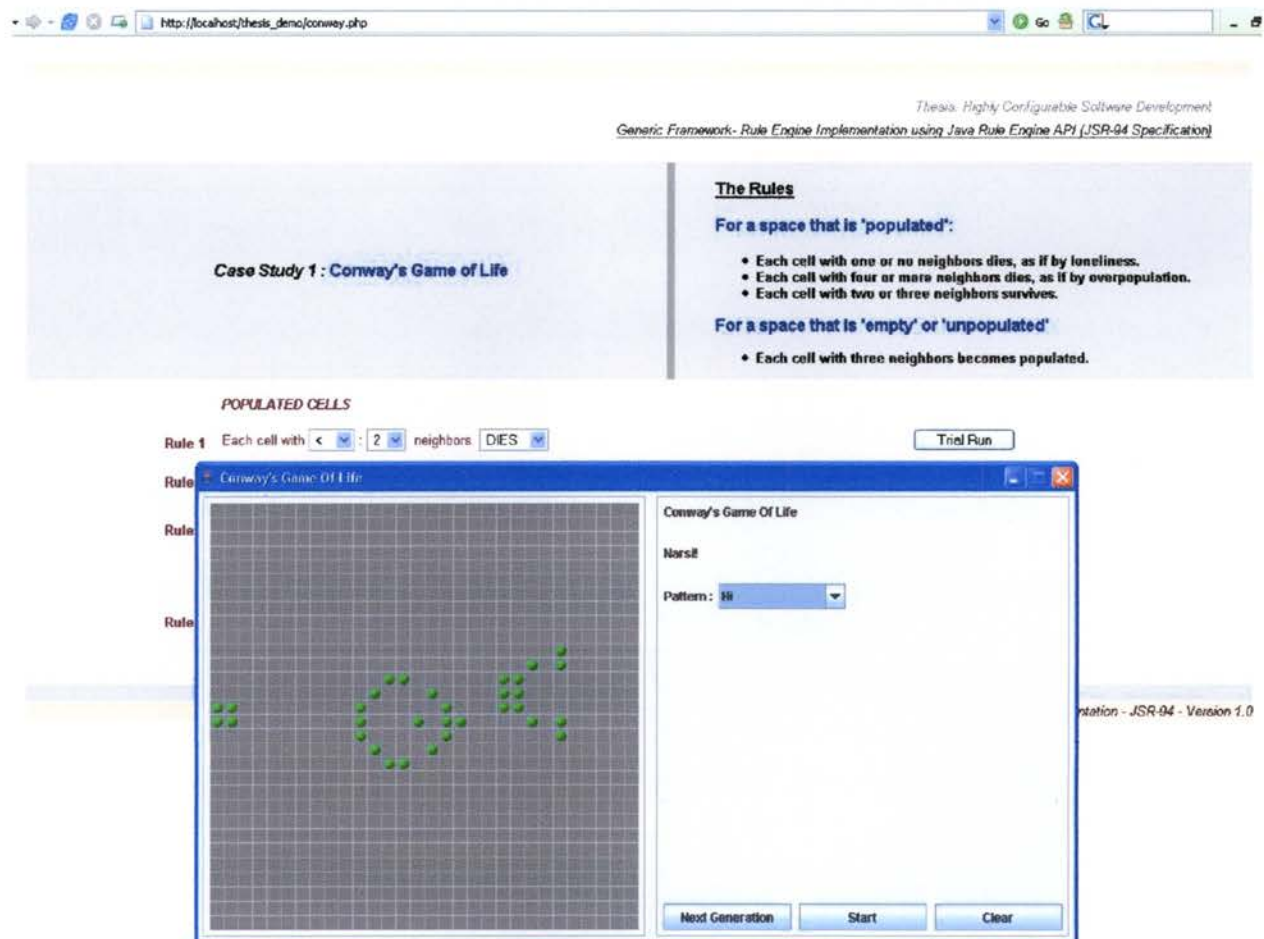 http://localhost/thesis_demo/conway.php
Go
Thesis: Highly Configurable Software Development
Generic Framework- Rule Engine Implementation using Java Rule Engine API (JSR-94 Specification)
Case Study 1 : Conway's Game of Life
The Rules
For a space that is 'populated':
• Each cell with one or no neighbors dies, as if by loneliness.
• Each cell with four or more neighbors dies, as if by overpopulation.
• Each cell with two or three neighbors survives.
For a space that is 'empty' or 'unpopulated'
• Each cell with three neighbors becomes populated.
POPULATED CELLS
Rule 1 Each cell with < : 2 neighbors DIES Trial Run
Rule
Conway's Game Of Life
Rule
Conway's Game Of Life
Pattern : Hi
Rule
ntation - JSR-94 - Version 1.0
Next Generation Start Clear